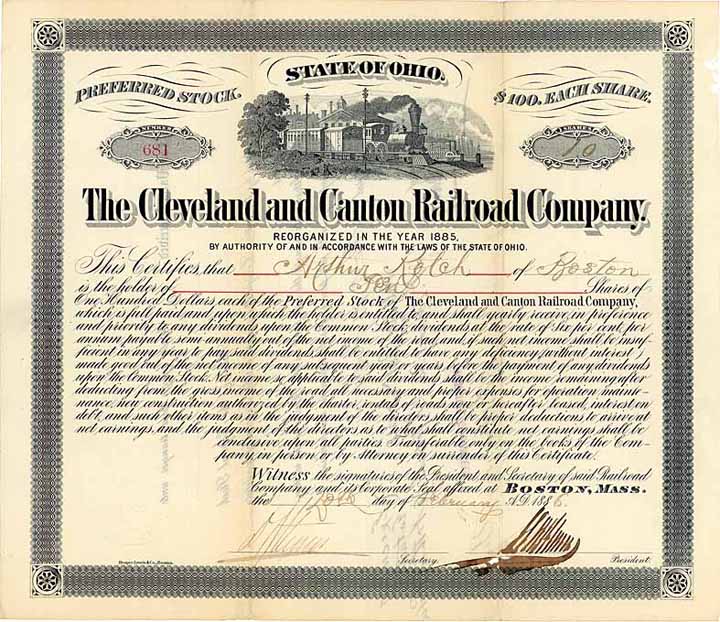 STATE OF OHIO.
PREFERRED STOCK.
$100. EACH SHARE.
NUMBER
681
SHARES
10
The Cleveland and Canton Railroad Company.
REORGANIZED IN THE YEAR 1885,
BY AUTHORITY OF AND IN ACCORDANCE WITH THE LAWS OF THE STATE OF OHIO.
This Certifies, that Arthur Rotch of Boston
is the holder of Ten Shares of
One Hundred Dollars each of the Preferred Stock of The Cleveland and Canton Railroad Company,
which is full paid and upon which the holder is entitled to and shall yearly receive, in preference
and priority to any dividends upon the Common Stock, dividends at the rate of six per cent. per
annum payable semi annually out of the net income of the road, and, if such net income shall be insuf-
ficient in any year to pay said dividends, shall be entitled to have any deficiency, (without interest)
made good out of the net income of any subsequent year or years before the payment of any dividends
upon the Common Stock. Net income so applicable to said dividends shall be the income remaining after
deducting from the gross income of the road, all necessary and proper expenses for operation, mainte-
nance, new construction authorized by the charter, rental of roads now or hereafter leased, interest on
debt, and such other items as in the judgment of the directors shall be proper deductions to arrive at
net earnings, and the judgment of the directors as to what shall constitute net earnings shall be
conclusive upon all parties. Transferable only on the books of the Com-
pany, in person or by Attorney on surrender of this Certificate.
Witness the signatures of the President and Secretary of said Railroad
Company and its Corporate Seal affixed at BOSTON, MASS.
the 20th day of February A.D. 1886.
Secretary. President.